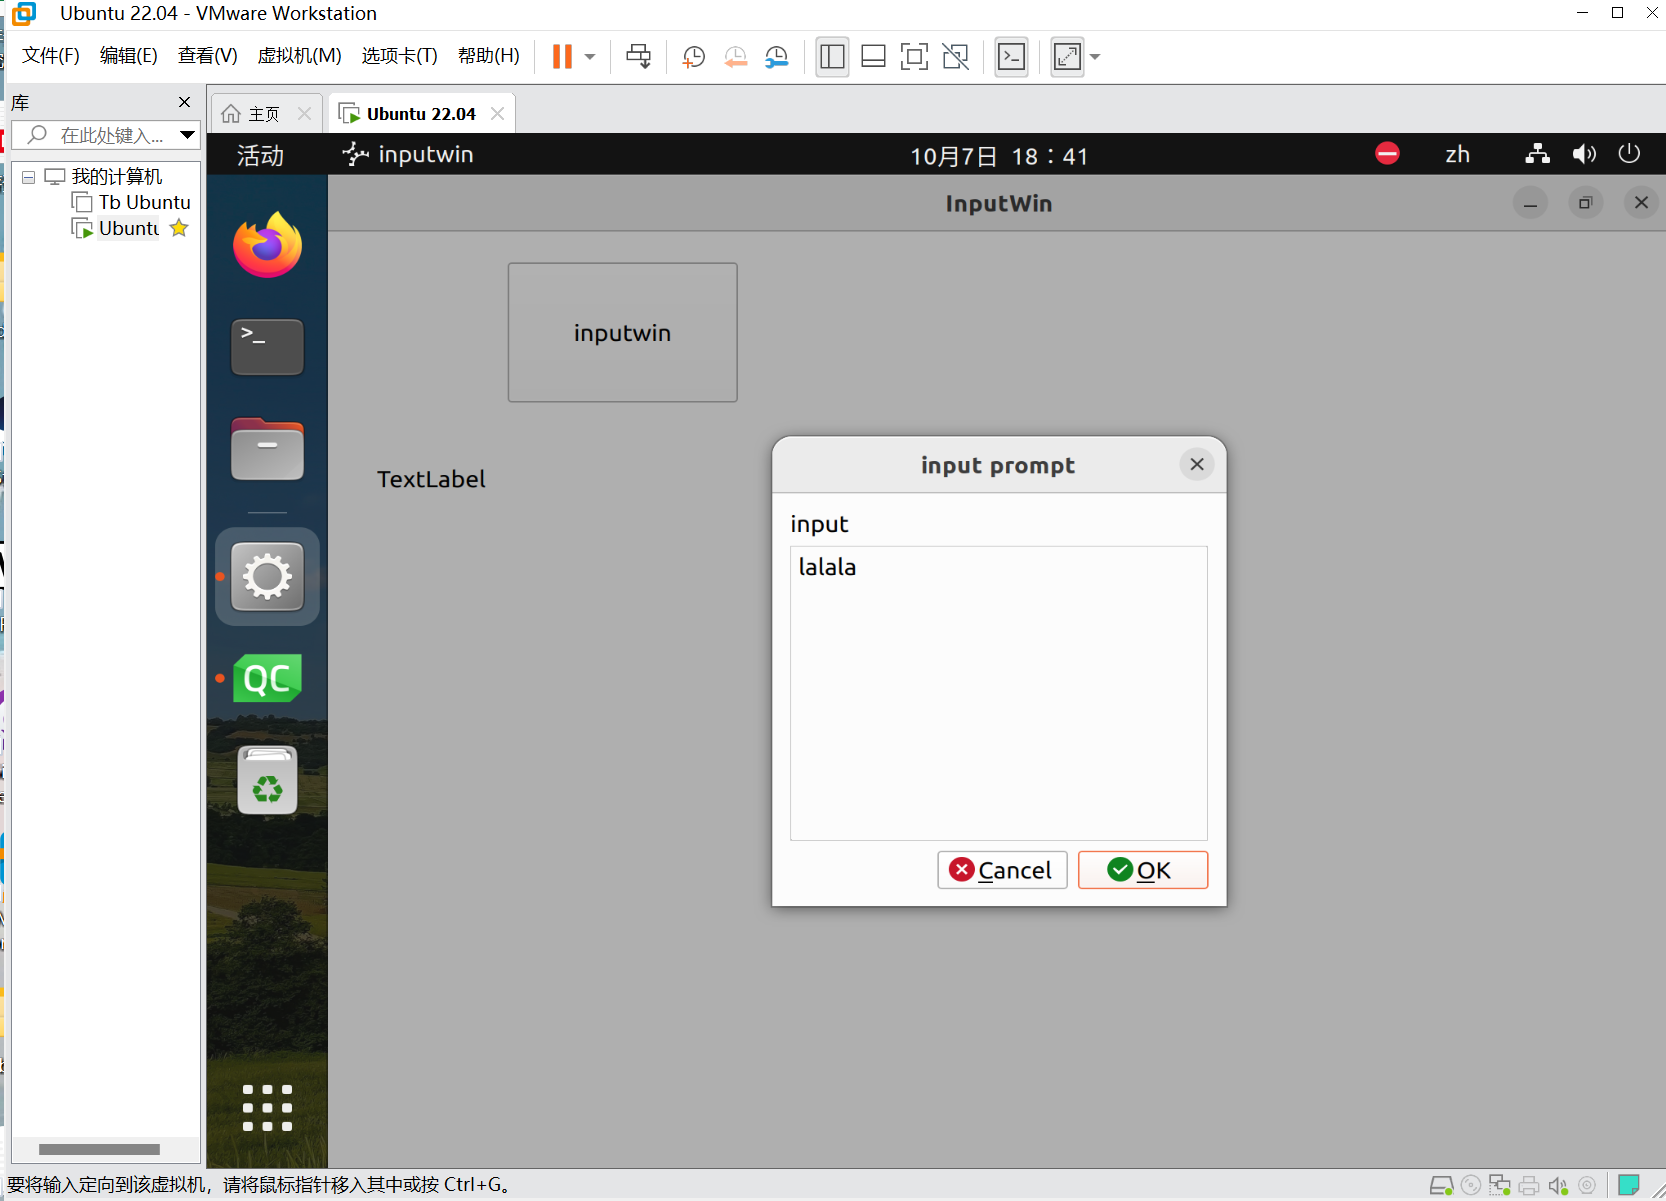 Ubuntu 22.04 - VMware Workstation
文件(F) 编辑(E) 查看(V) 虚拟机(M) 选项卡(T) 帮助(H)
库
在此处键入...
我的计算机
Tb Ubuntu
Ubuntu
主页
Ubuntu 22.04
活动 inputwin 10月7日 18：41 zh
InputWin
inputwin
TextLabel
input prompt
input
lalala
Cancel OK
QC
要将输入定向到该虚拟机，请将鼠标指针移入其中或按 Ctrl+G。